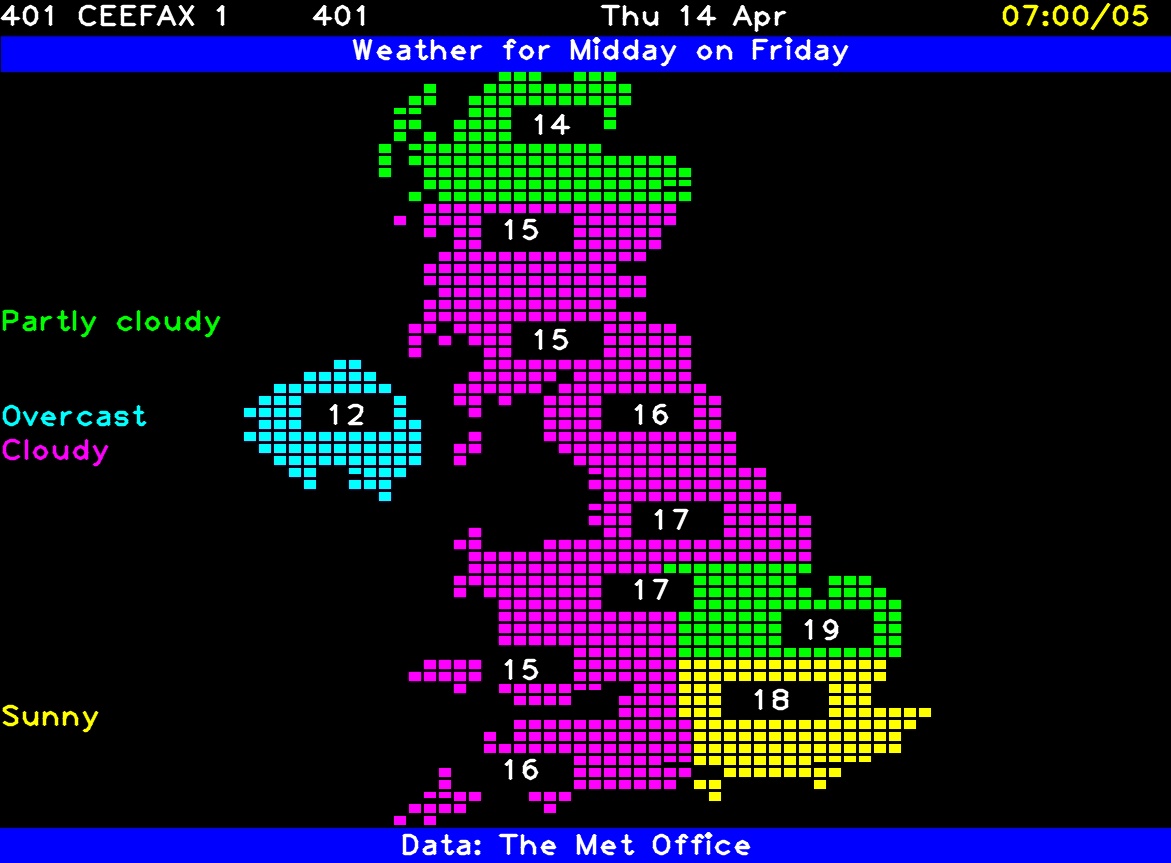 401 CEEFAX 1 401 Thu 14 Apr 07:00/05
Weather for Midday on Friday
14
15
Partly cloudy
15
Overcast 12 16
Cloudy
17
17
19
15
18
Sunny
16
Data: The Met Office